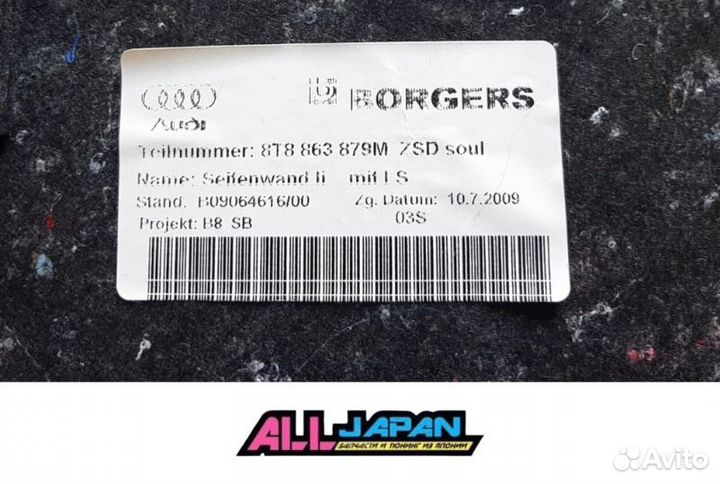 BORGERS
Audi
Teilnummer: 8T8 863 879M ZSD soul
Name: Seitenwand li mit LS
Stand: B09064616/00 Zg. Datum: 10.7.2009
Projekt: B8 SB 03S
ALL JAPAN
ЗАПЧАСТИ И ТЮНИНГ ИЗ ЯПОНИИ
Avito